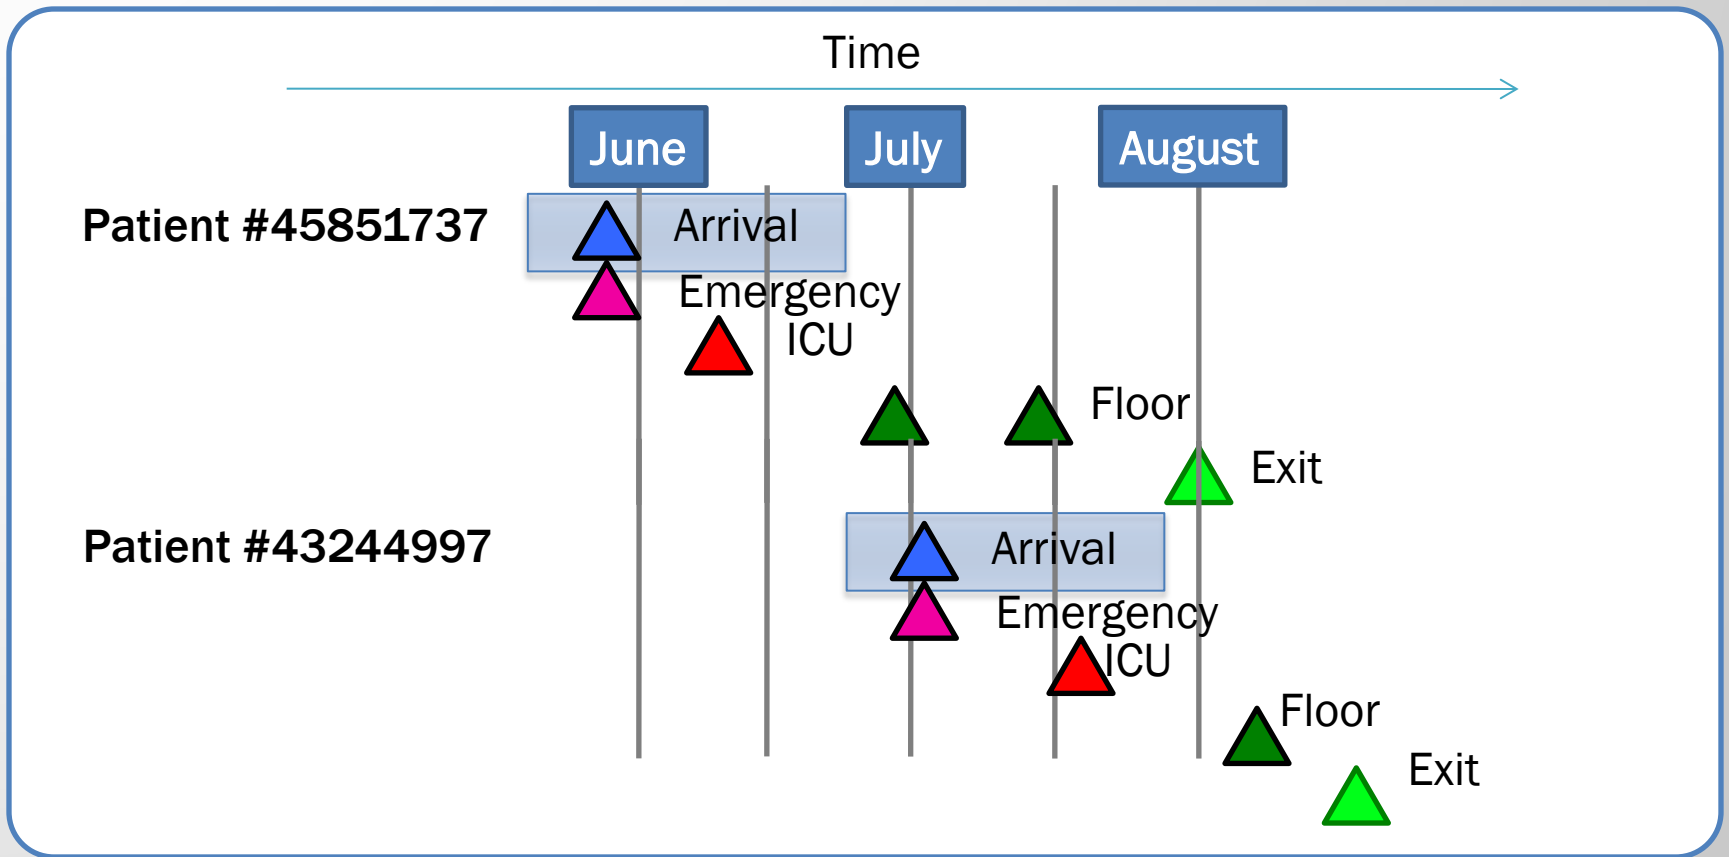 Time
June
July
August
Patient #45851737
Arrival
Emergency
ICU
Floor
Exit
Patient #43244997
Arrival
Emergency
ICU
Floor
Exit